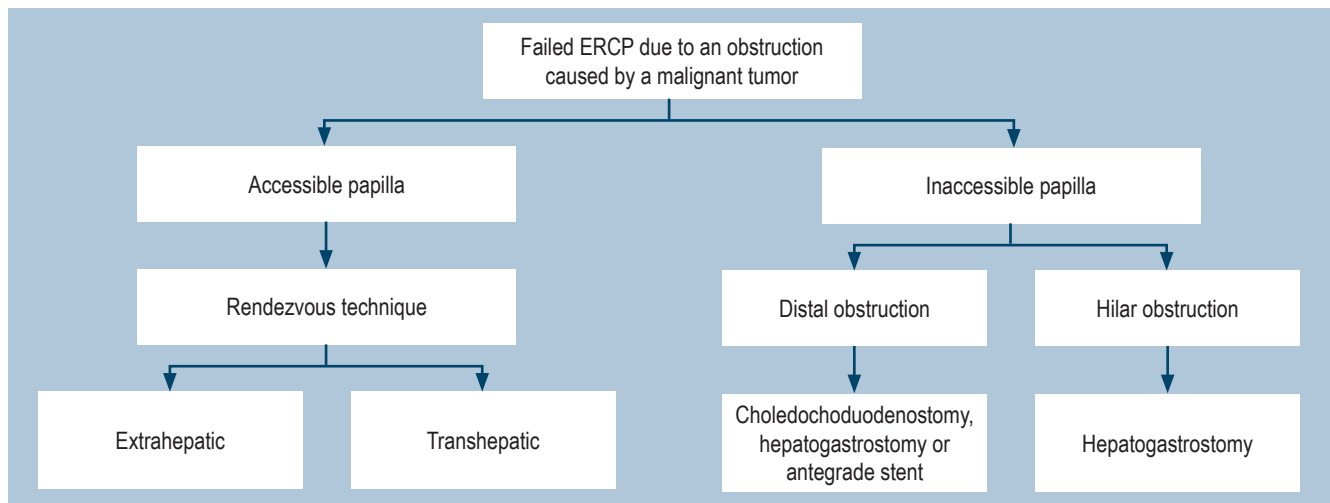 Failed ERCP due to an obstruction
caused by a malignant tumor
Accessible papilla
Inaccessible papilla
Rendezvous technique
Distal obstruction
Hilar obstruction
Extrahepatic
Transhepatic
Choledochoduodenostomy,
hepatogastrostomy or
antegrade stent
Hepatogastrostomy